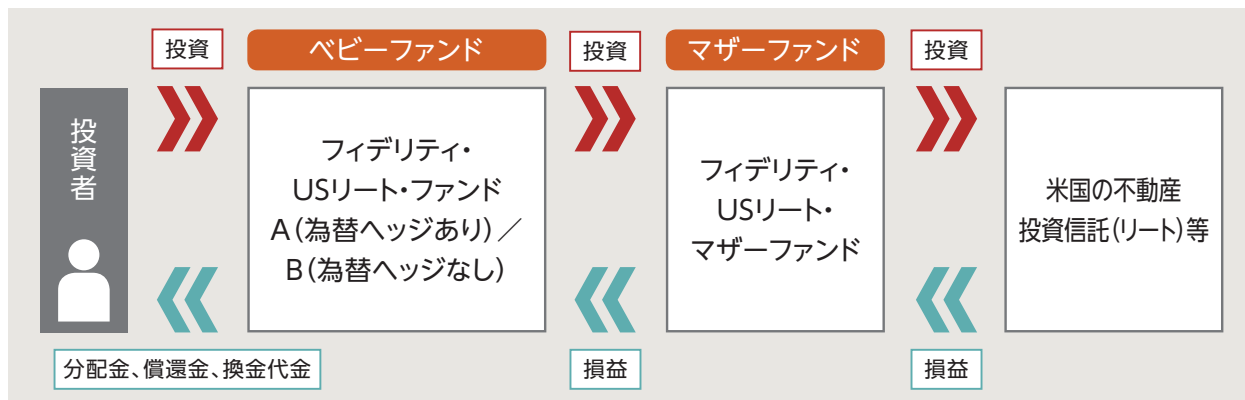 投資
ベビーファンド
投資
マザーファンド
投資
投資者
フィデリティ・
USリート・ファンド
A(為替ヘッジあり)／
B(為替ヘッジなし)
フィデリティ・
USリート・
マザーファンド
米国の不動産
投資信託(リート)等
分配金、償還金、換金代金
損益
損益